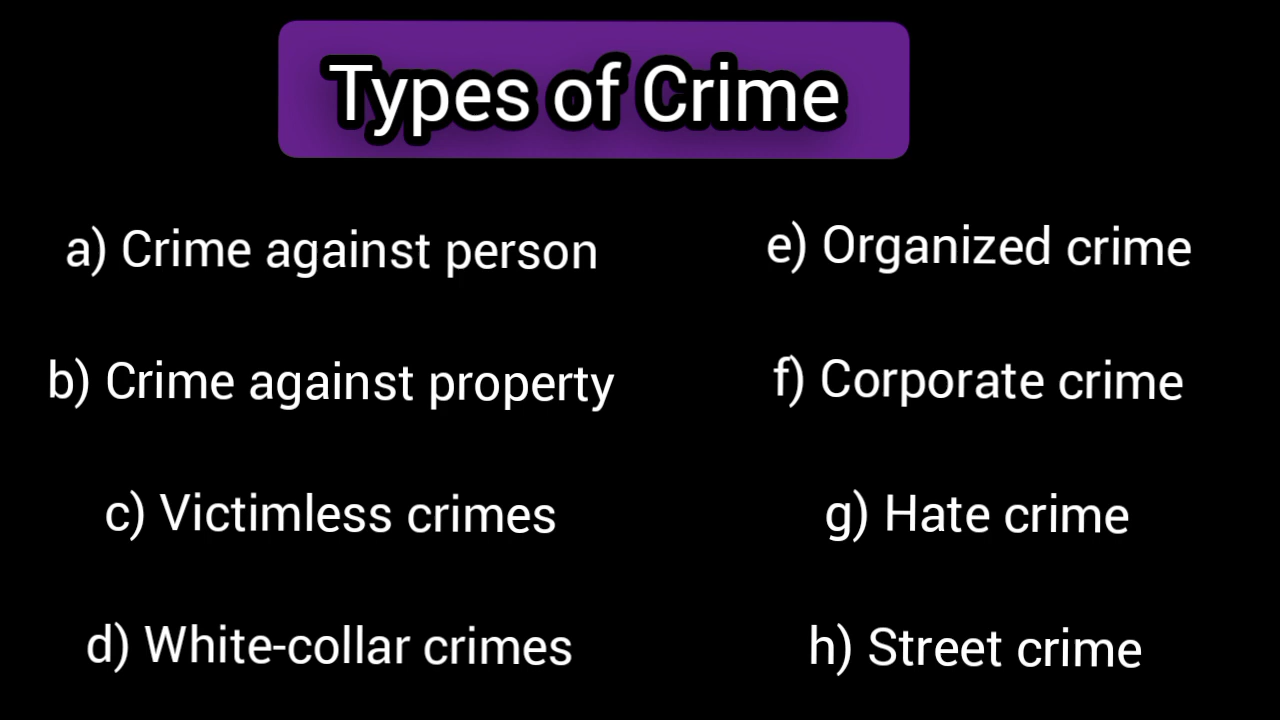 Types of Crime
a) Crime against person
b) Crime against property
c) Victimless crimes
d) White-collar crimes
e) Organized crime
f) Corporate crime
g) Hate crime
h) Street crime